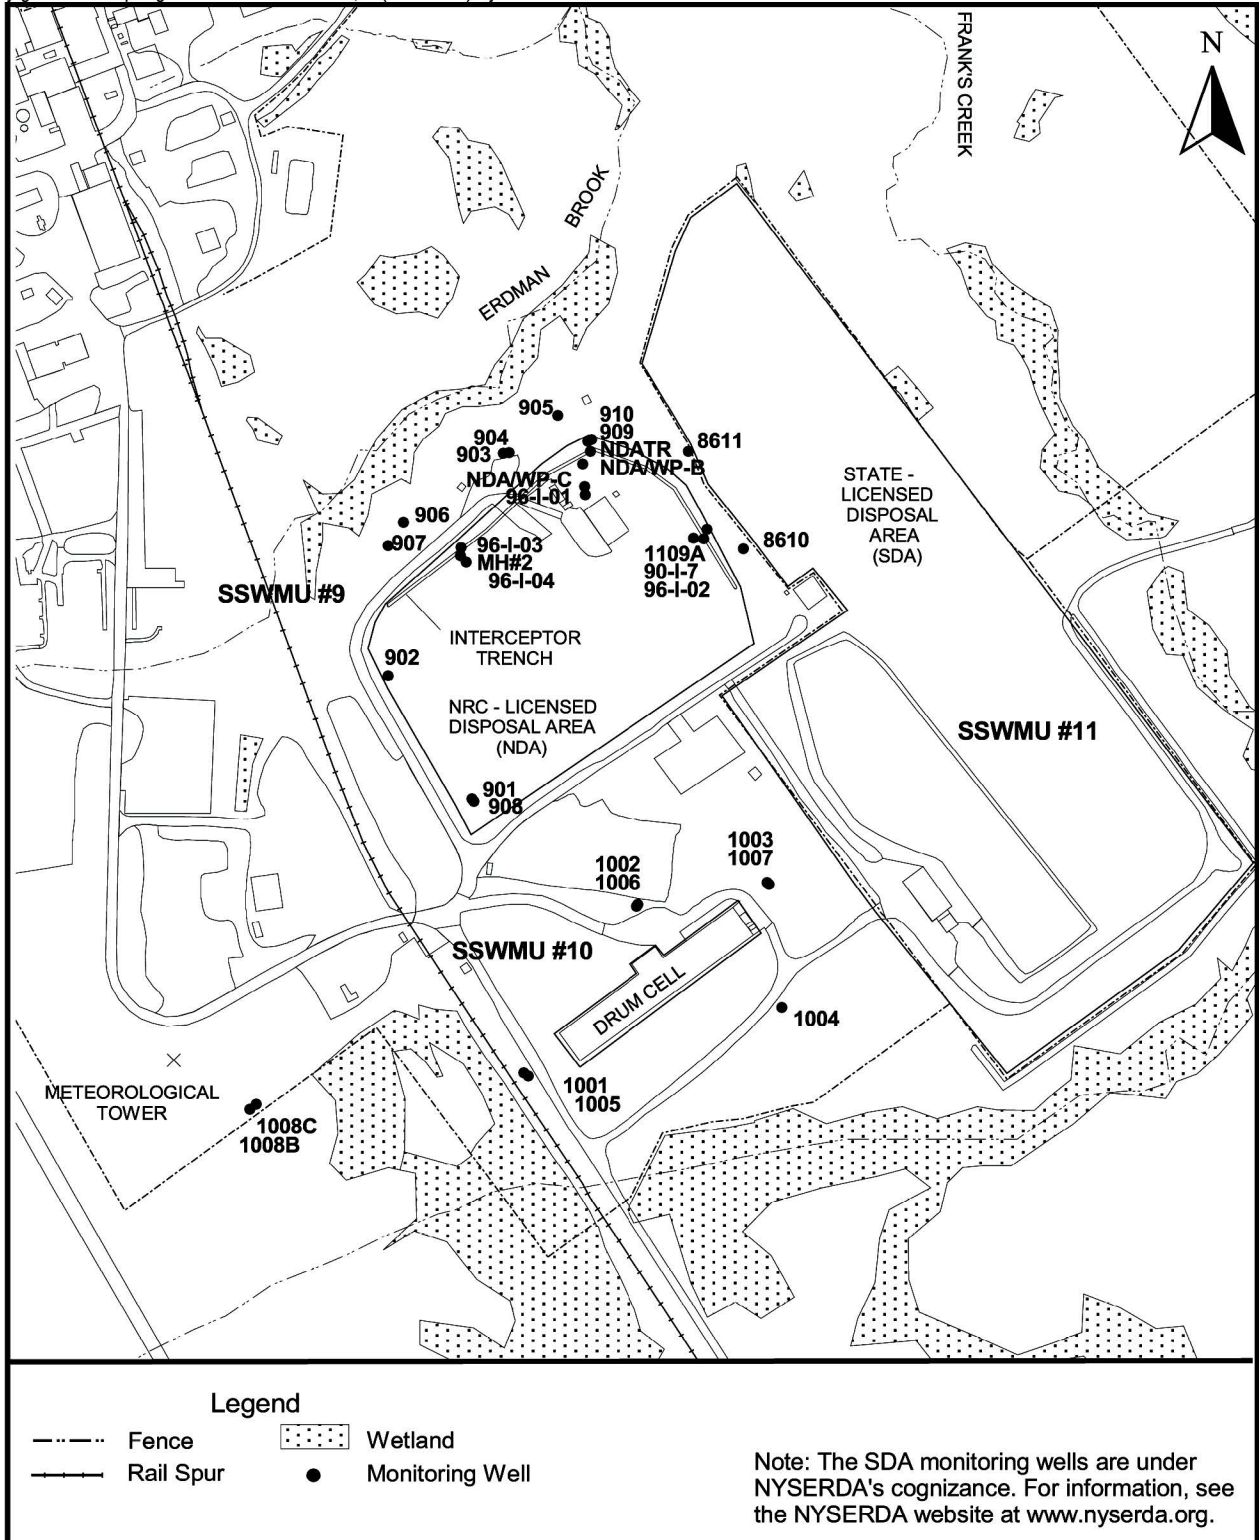 FRANK'S CREEK
N
BROOK
ERDMAN
905
910
909
NDATR
NDA/WP-B
904
903
8611
NDA/WP-C
96-I-01
STATE -
LICENSED
DISPOSAL
AREA
(SDA)
906
907
96-I-03
MH#2
96-I-04
8610
1109A
90-I-7
96-I-02
SSWMU #9
INTERCEPTOR
TRENCH
902
NRC - LICENSED
DISPOSAL AREA
(NDA)
SSWMU #11
901
908
1003
1007
1002
1006
SSWMU #10
DRUM CELL
1004
METEOROLOGICAL
TOWER
1001
1005
1008C
1008B
Legend
Fence
Rail Spur
Wetland
Monitoring Well
Note: The SDA monitoring wells are under
NYSERDA's cognizance. For information, see
the NYSERDA website at www.nyserda.org.